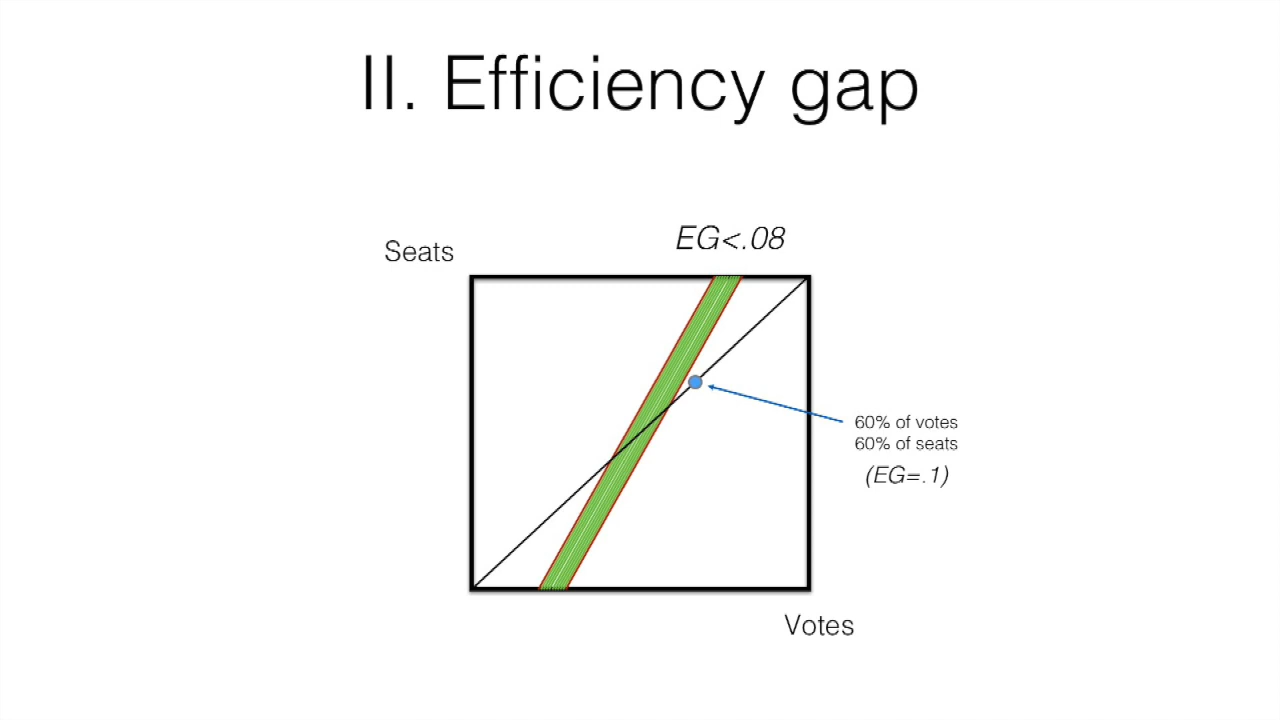 II. Efficiency gap
EG<.08
Seats
60% of votes
60% of seats
(EG=.1)
Votes